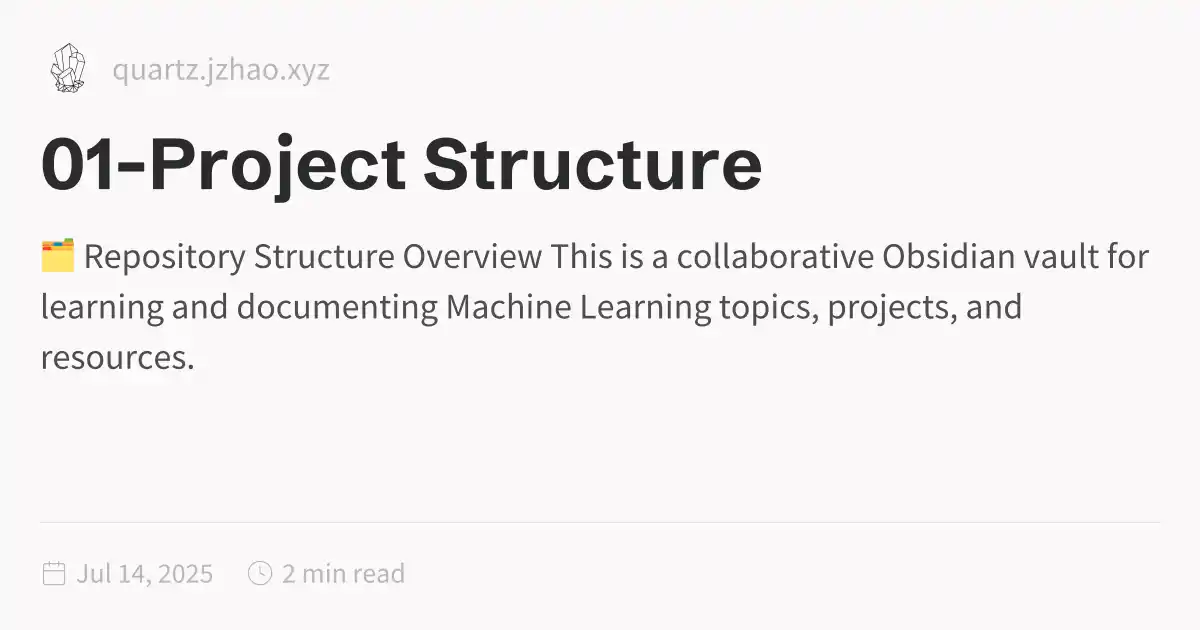 quartz.jzhao.xyz
01-Project Structure
🗂️ Repository Structure Overview This is a collaborative Obsidian vault for
learning and documenting Machine Learning topics, projects, and
resources.
Jul 14, 2025 2 min read